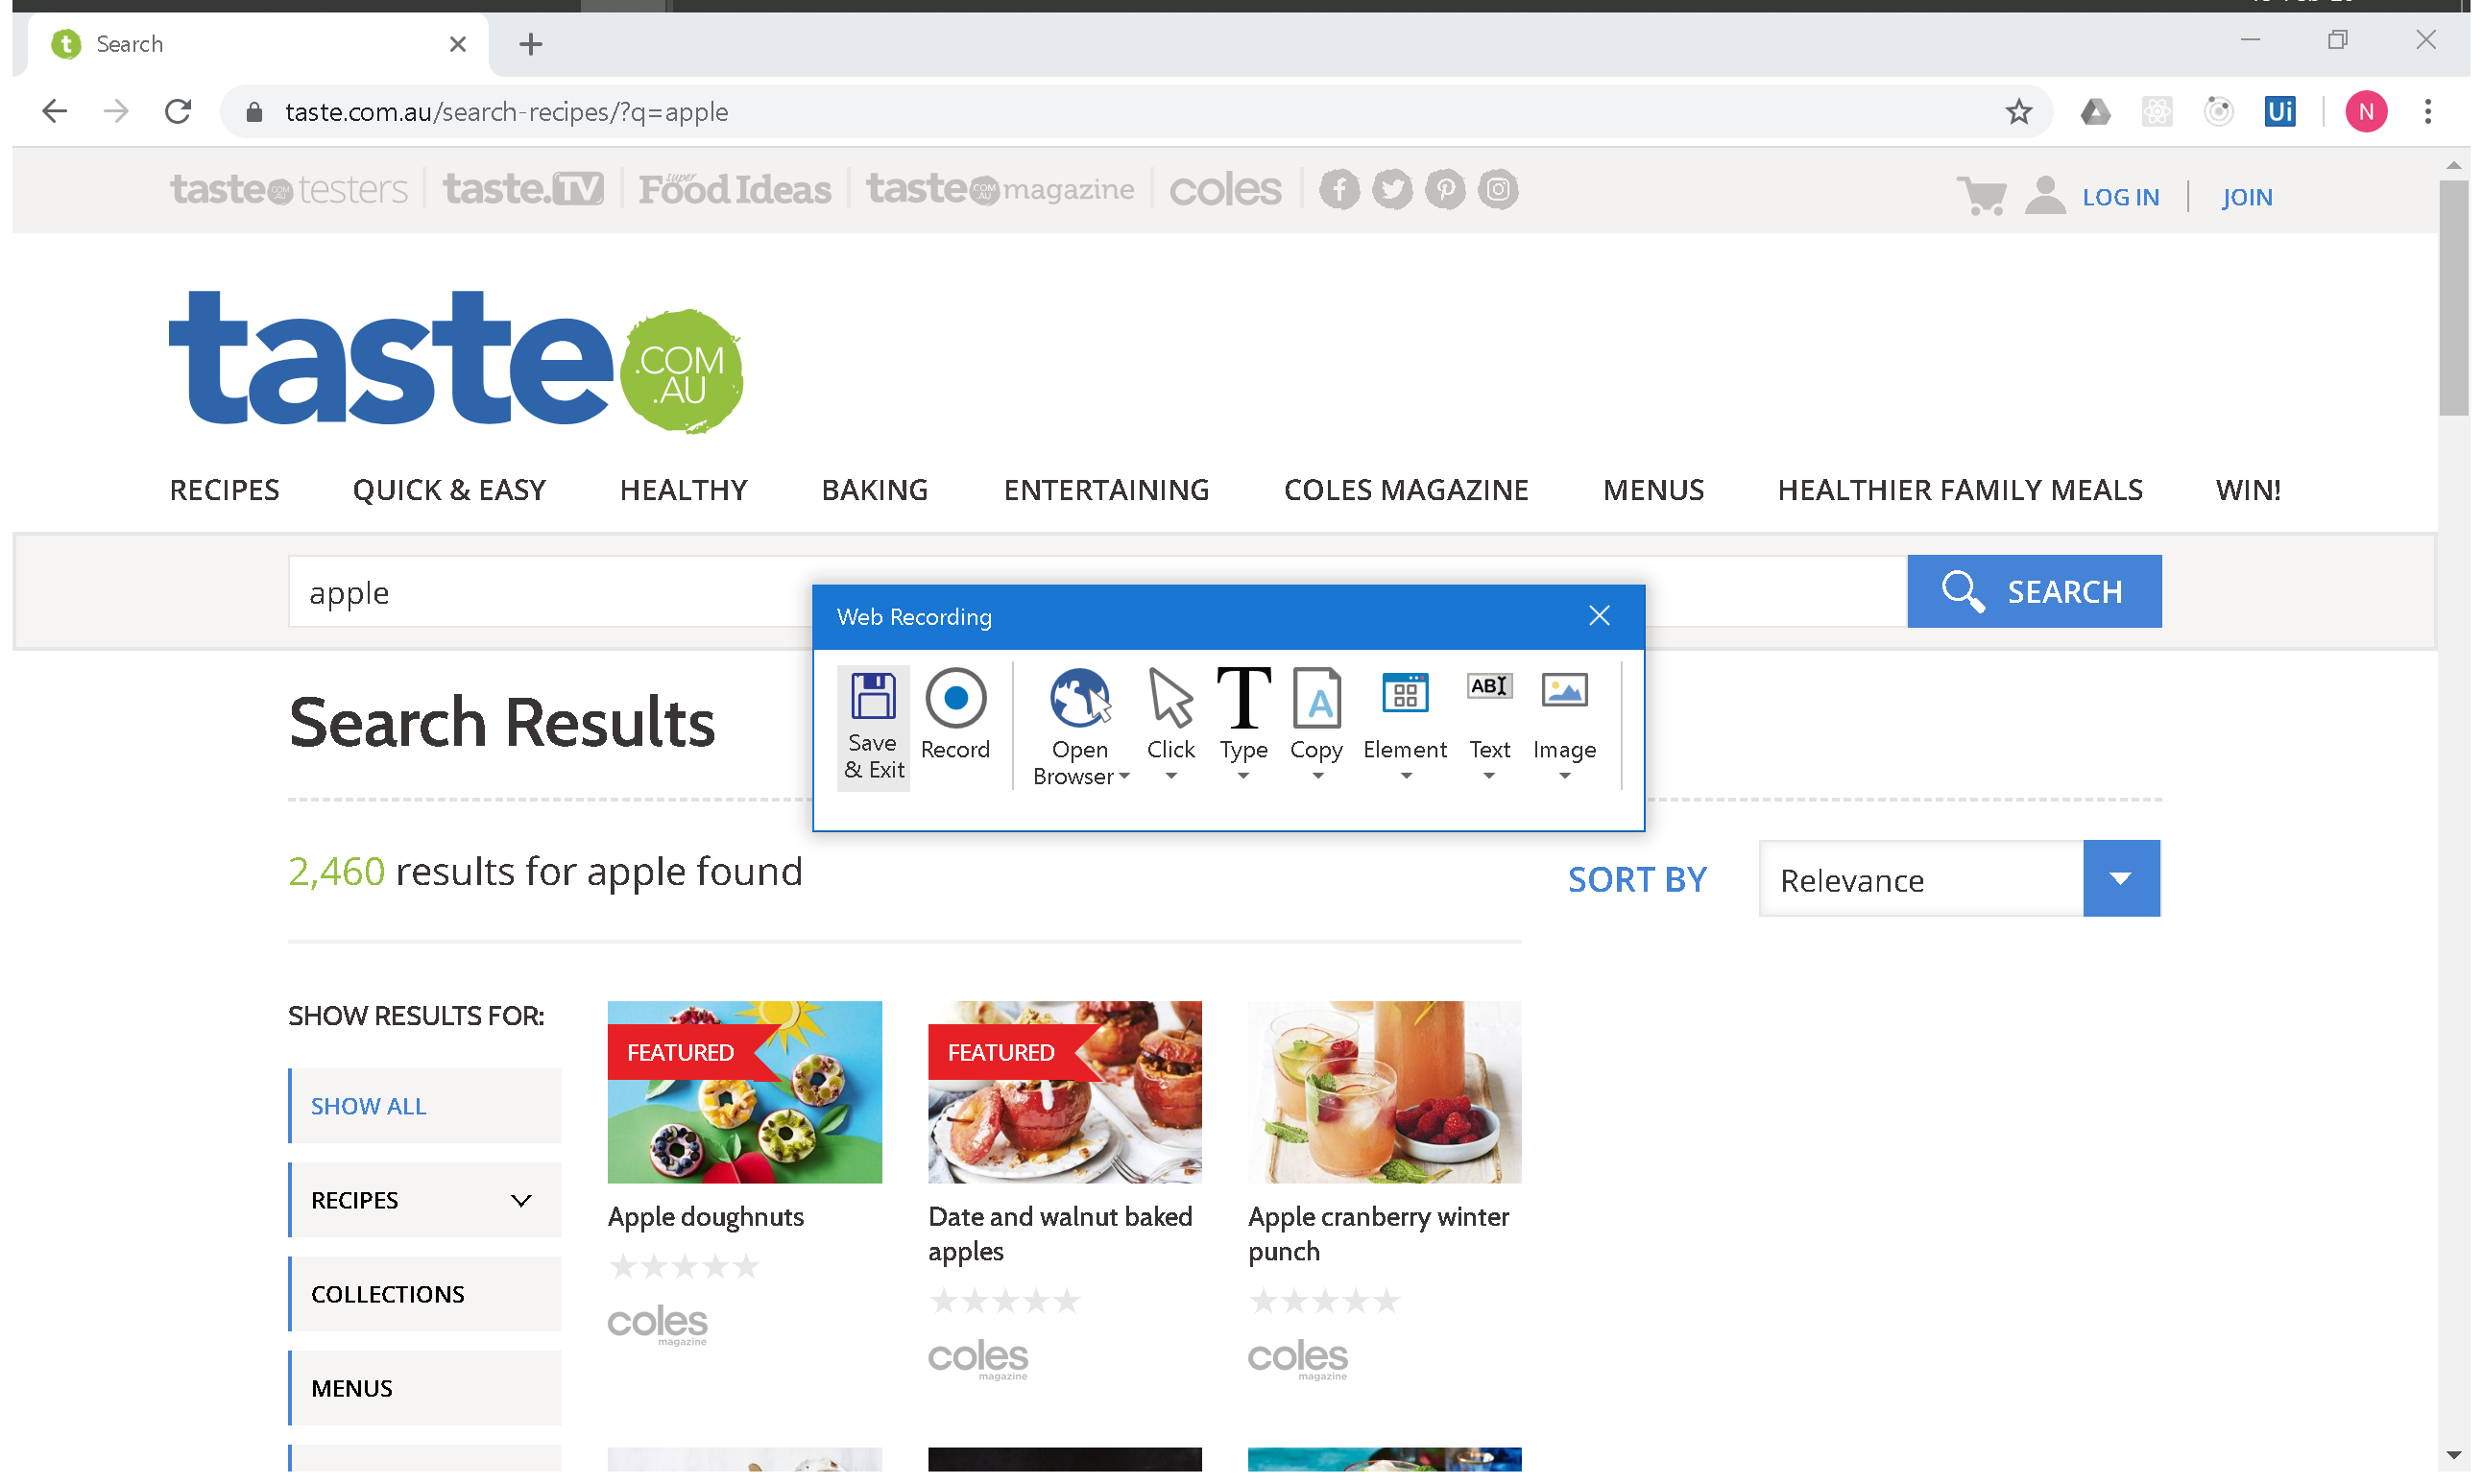 Search
taste.com.au/search-recipes/?q=apple
Ui
N
taste.COM.AU testers
taste.TV
super Food Ideas
taste.COM.AU magazine
coles
LOG IN
JOIN
taste
.COM
.AU
RECIPES QUICK & EASY HEALTHY BAKING ENTERTAINING COLES MAGAZINE MENUS HEALTHIER FAMILY MEALS WIN!
apple
SEARCH
Web Recording
Save & Exit
Record
Open Browser
Click
Type
Copy
Element
Text
Image
Search Results
2,460 results for apple found
SORT BY
Relevance
SHOW RESULTS FOR:
SHOW ALL
RECIPES
COLLECTIONS
MENUS
FEATURED
Apple doughnuts
coles
magazine
FEATURED
Date and walnut baked
apples
coles
magazine
Apple cranberry winter
punch
coles
magazine